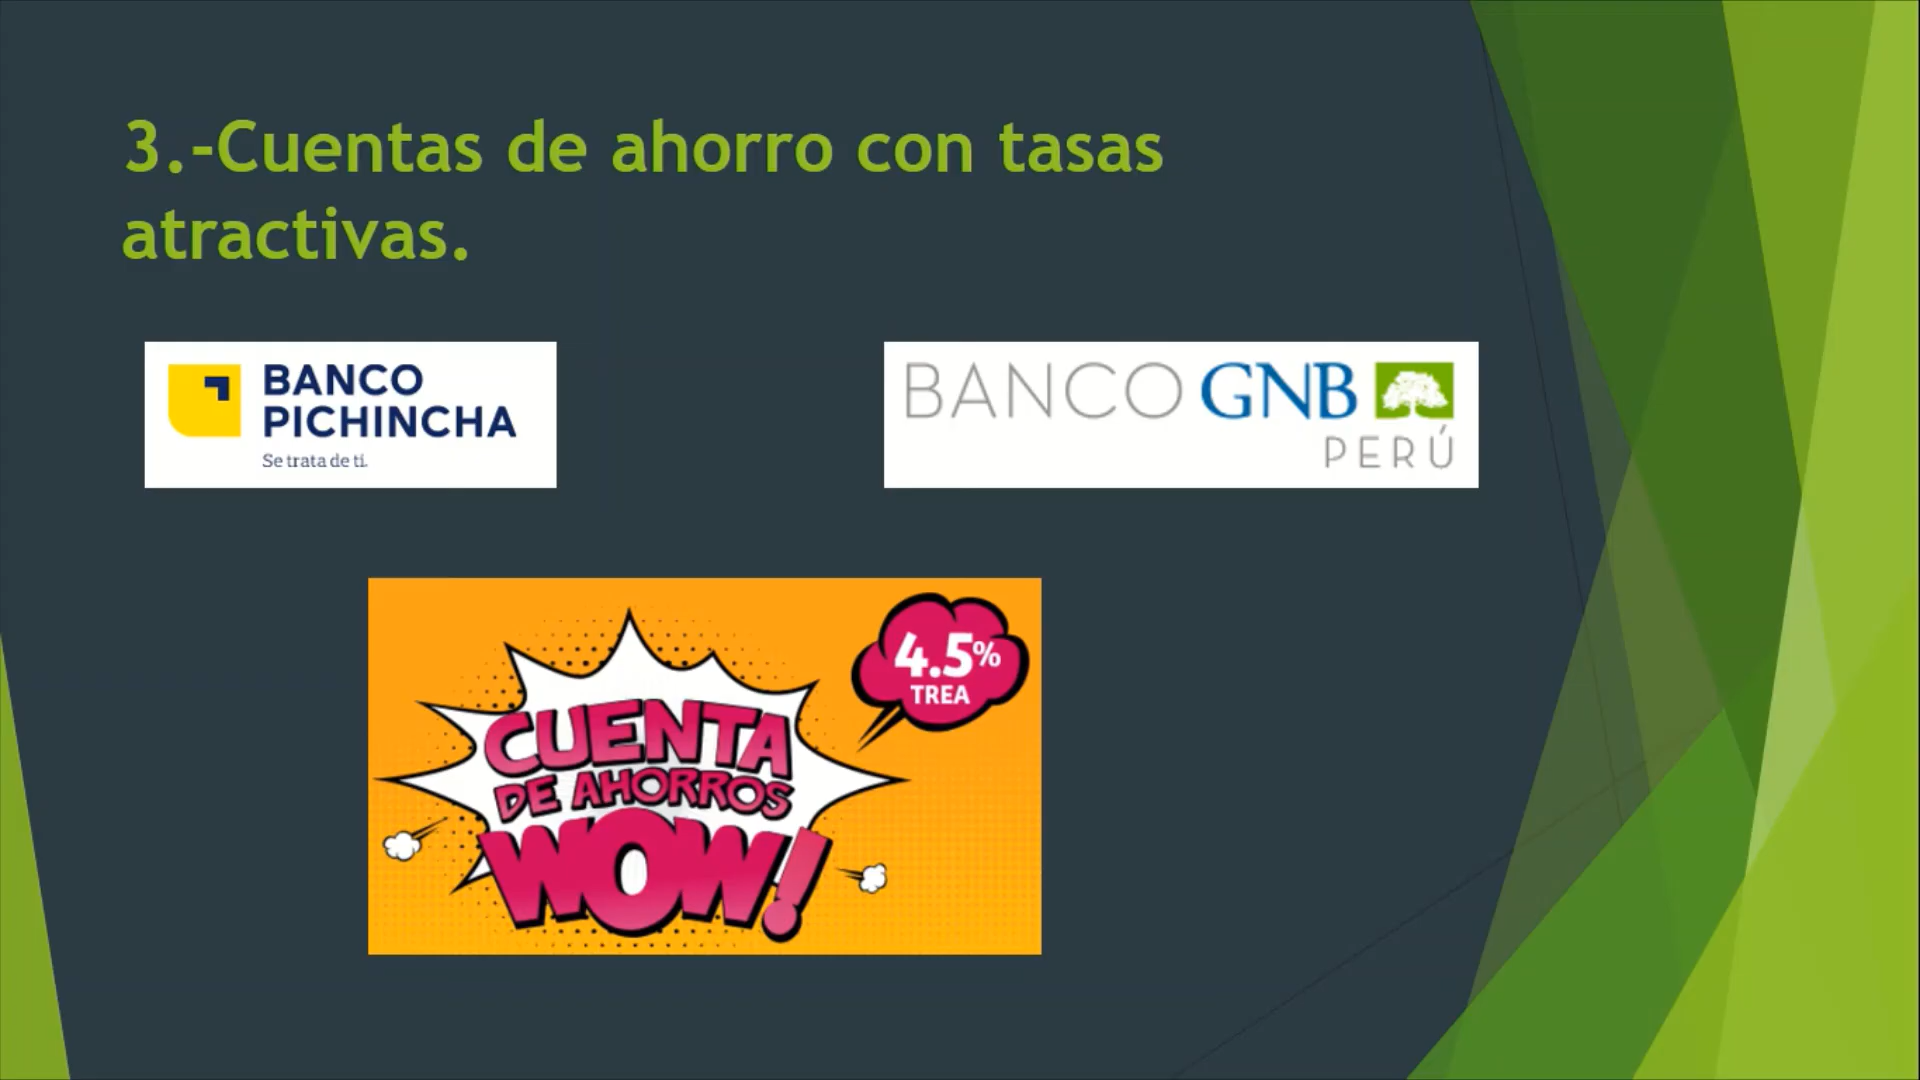 3.-Cuentas de ahorro con tasas
atractivas.
BANCO
PICHINCHA
Se trata de ti.
BANCO GNB
PERÚ
4.5%
TREA
CUENTA
DE AHORROS
WOW!